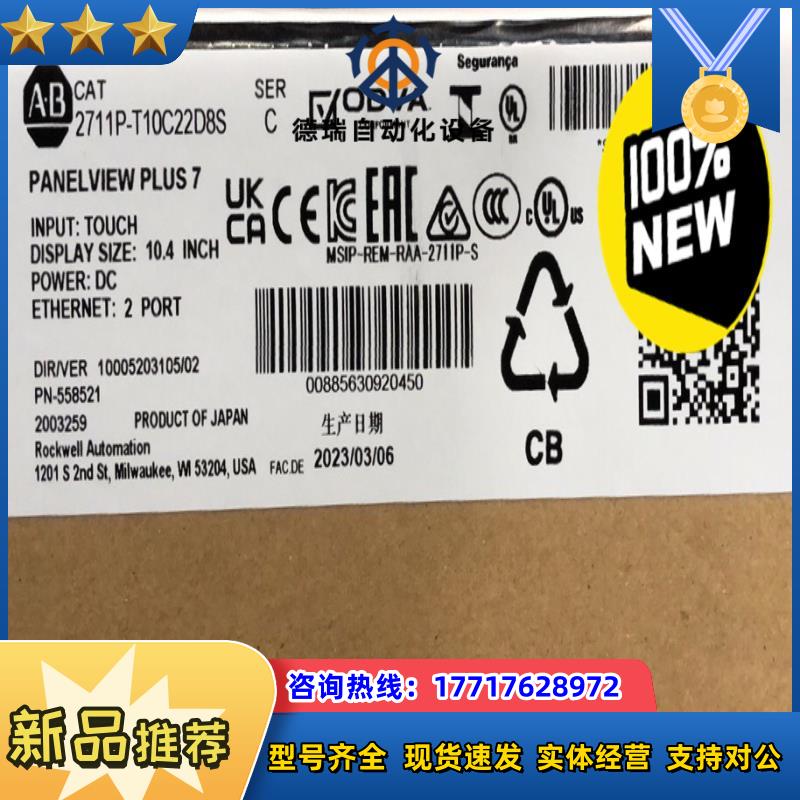 Segurança
A·B
CAT
SER
2711P-T10C22D8S
C
德瑞自动化设备
100%
NEW
PANELVIEW PLUS 7
INPUT: TOUCH
DISPLAY SIZE: 10.4 INCH
POWER: DC
ETHERNET: 2 PORT
UK
CA
CE
EAC
CCC
C UL US
MSIP-REM-RAA-2711P-S
00885630920450
DIR/VER 10005203105/02
PN-558521
2003259
PRODUCT OF JAPAN
Rockwell Automation
1201 S 2nd St, Milwaukee, WI 53204, USA
FAC.DE
生产日期
2023/03/06
CB
咨询热线：17717628972
新品推荐
型号齐全 现货速发 实体经营 支持对公